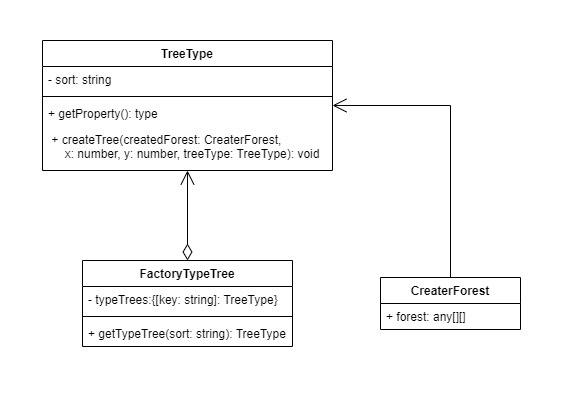 TreeType
- sort: string
+ getProperty(): type
+ createTree(createdForest: CreaterForest,
x: number, y: number, treeType: TreeType): void
FactoryTypeTree
- typeTrees:{[key: string]: TreeType}
+ getTypeTree(sort: string): TreeType
CreaterForest
+ forest: any[][]